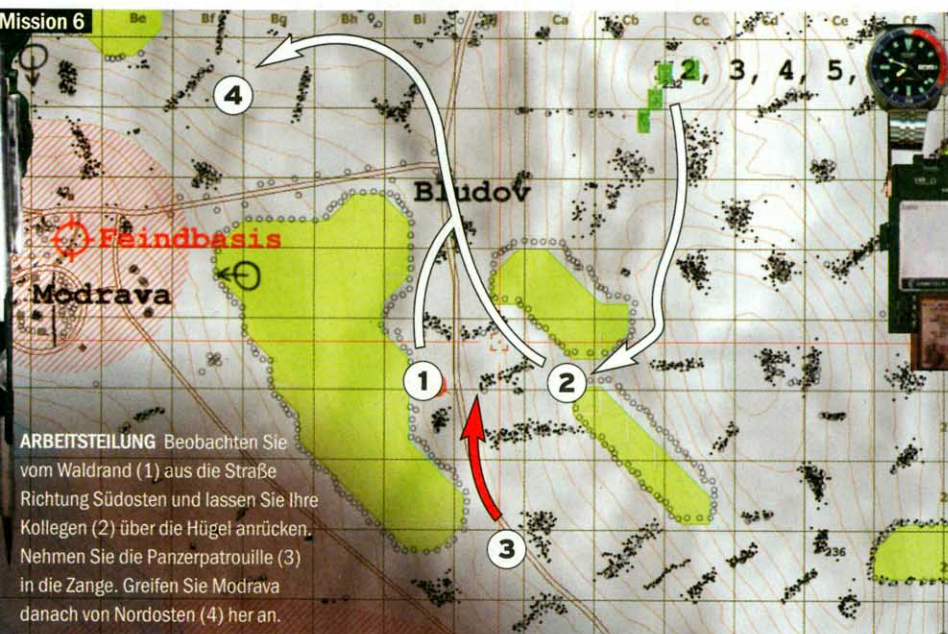 Mission 6
Be Bf Bg Bh Bi Bj Ca Cb Cc Cd Ce Cf
2, 3, 4, 5,
4
Bludov
Feindbasis
Modrava
1
2
3
236
ARBEITSTEILUNG Beobachten Sie
vom Waldrand (1) aus die Straße
Richtung Südosten und lassen Sie Ihre
Kollegen (2) über die Hügel anrücken.
Nehmen Sie die Panzerpatrouille (3)
in die Zange. Greifen Sie Modrava
danach von Nordosten (4) her an.